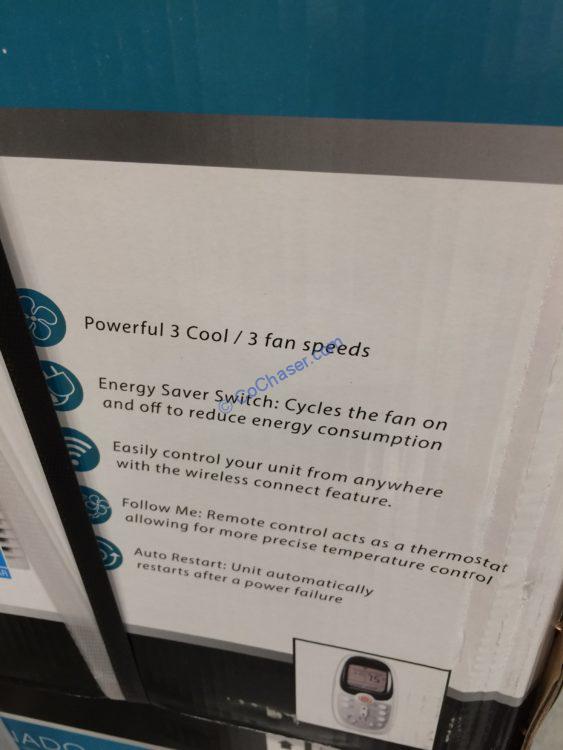 Powerful 3 Cool / 3 fan speeds
Energy Saver Switch: Cycles the fan on
and off to reduce energy consumption
© CoChaser.com
Easily control your unit from anywhere
with the wireless connect feature.
Follow Me: Remote control acts as a thermostat
allowing for more precise temperature control
Auto Restart: Unit automatically
restarts after a power failure
75